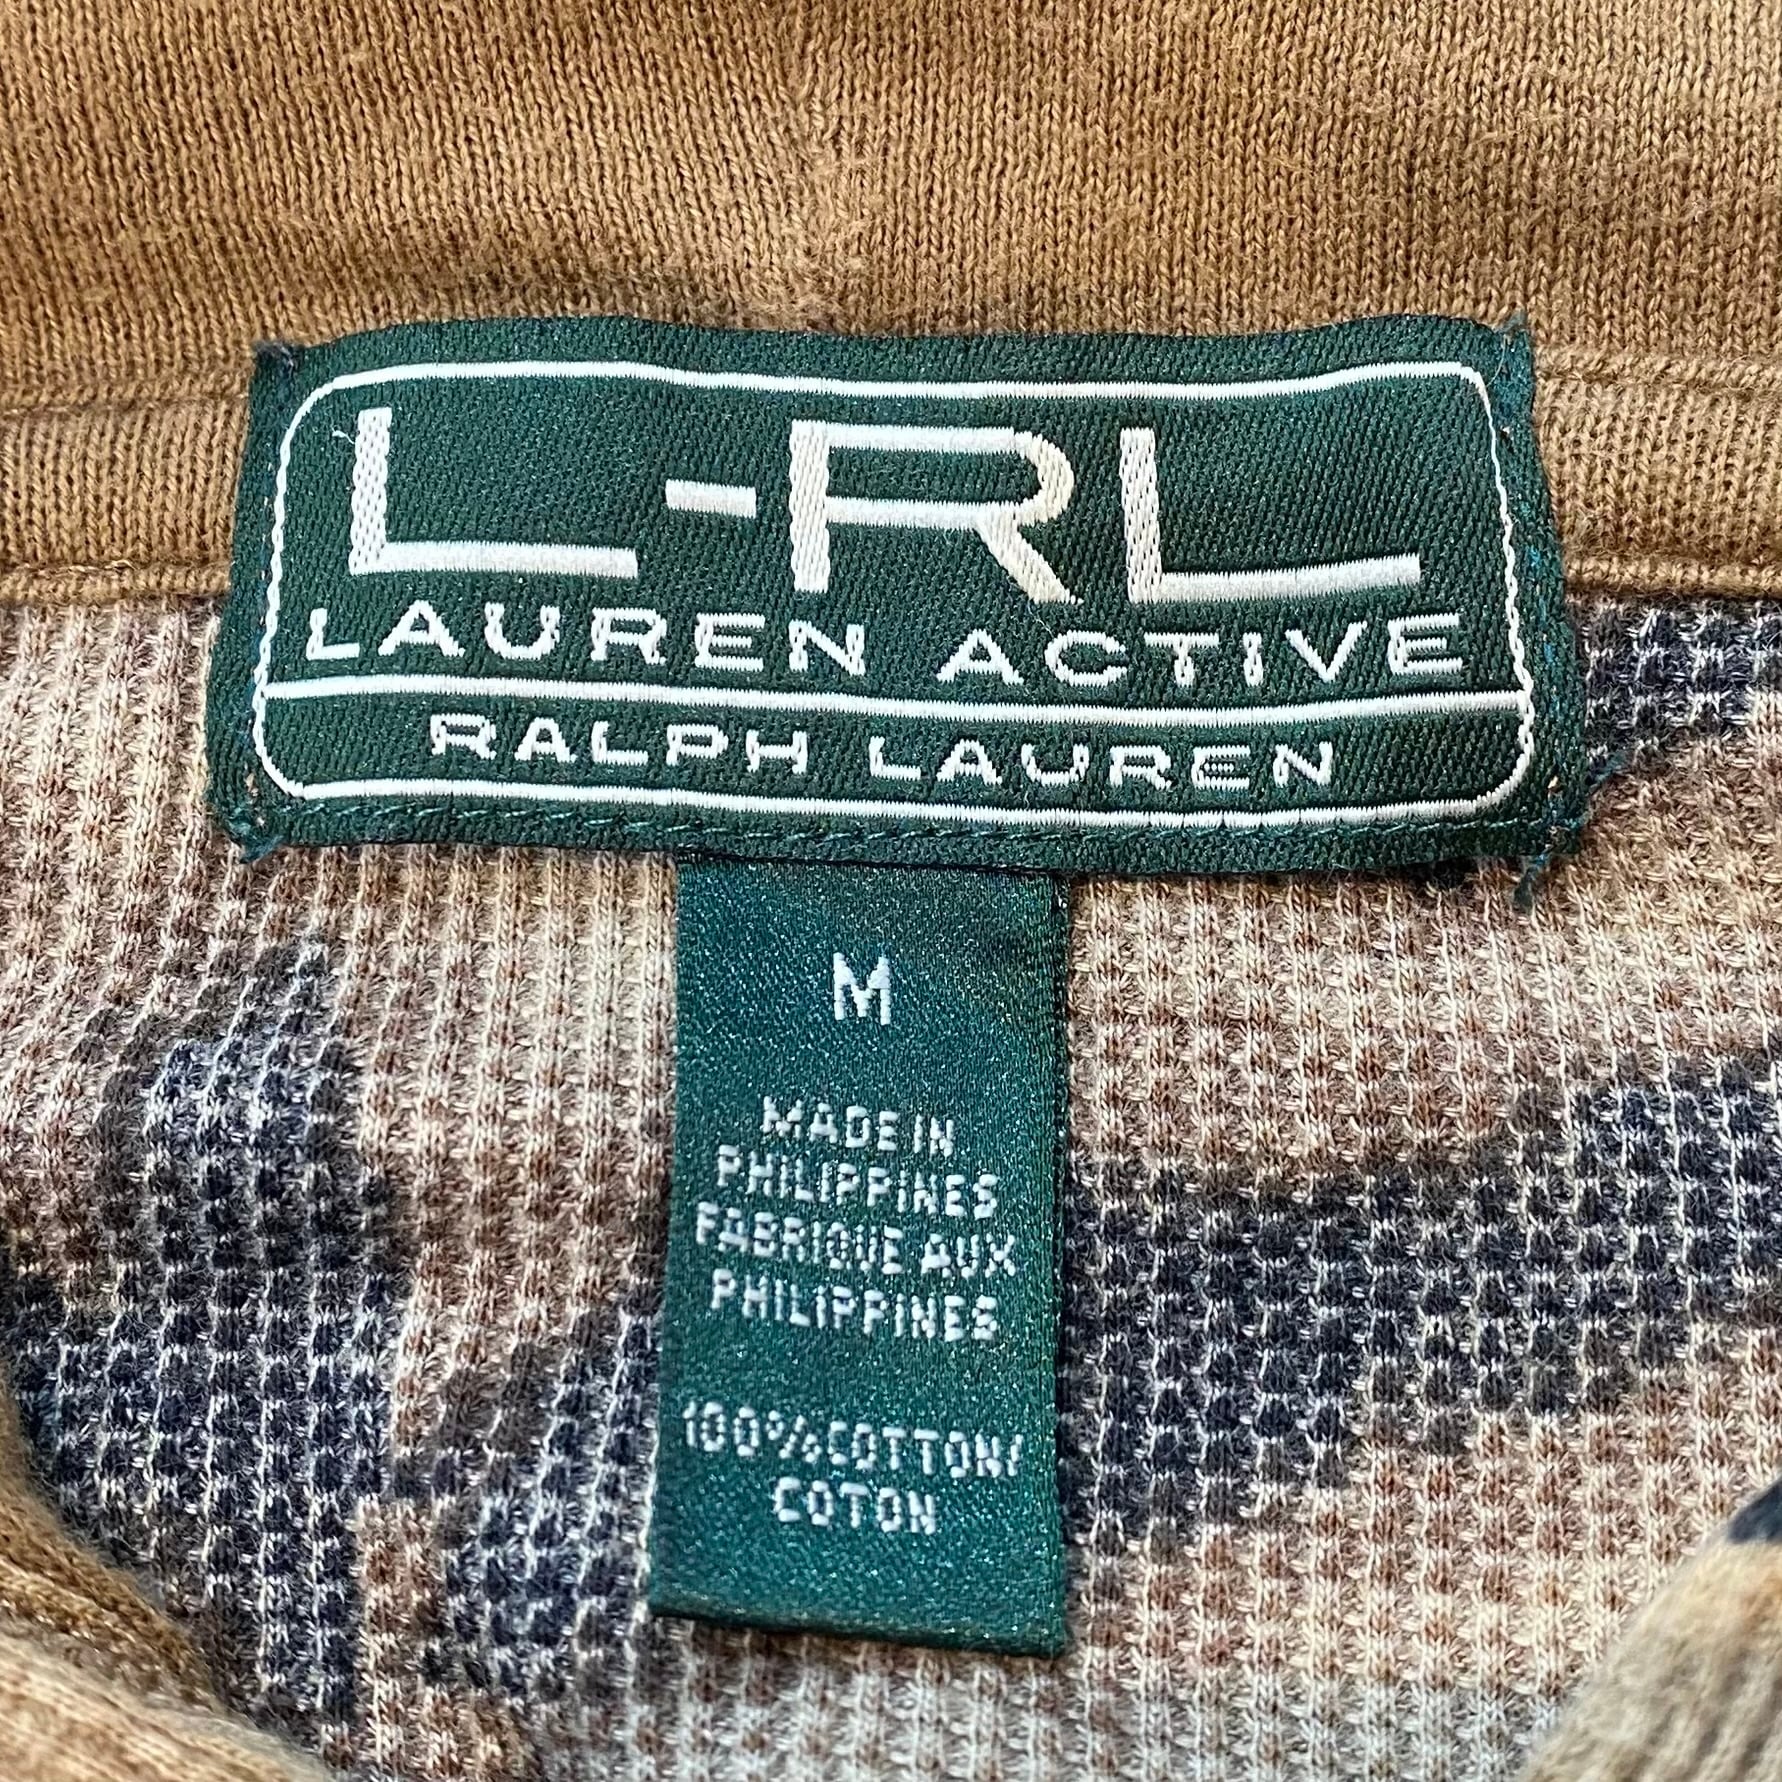 L-RL
LAUREN ACTIVE
RALPH LAUREN
M
MADE IN
PHILIPPINES
FABRIQUE AUX
PHILIPPINES
100%COTTON/
COTON